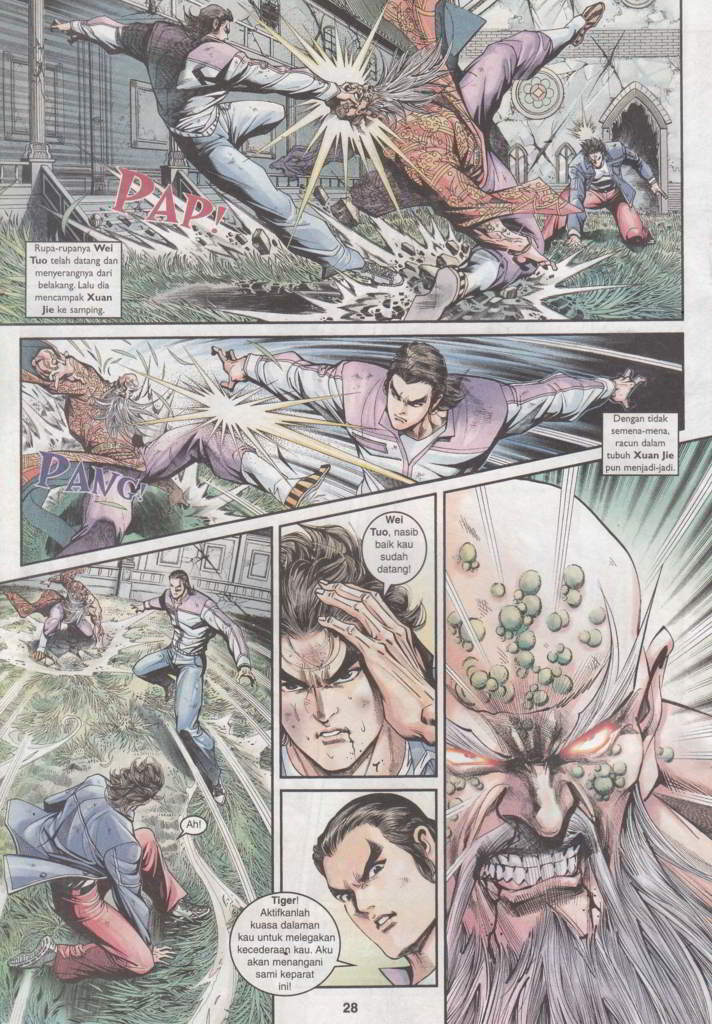 PAP!
Rupa-rupanya Wei
Tuo telah datang dan
menyerangnya dari
belakang. Lalu dia
mencampak Xuan
Jie ke samping.
PANG!
Dengan tidak
semena-mena,
racun dalam
tubuh Xuan Jie
pun menjadi-jadi.
Wei
Tuo, nasib
baik kau
sudah
datang!
Ah!
Tiger!
Aktifkanlah
kuasa dalaman
kau untuk melegakan
kecederaan kau. Aku
akan menangani
sami keparat
ini!
28